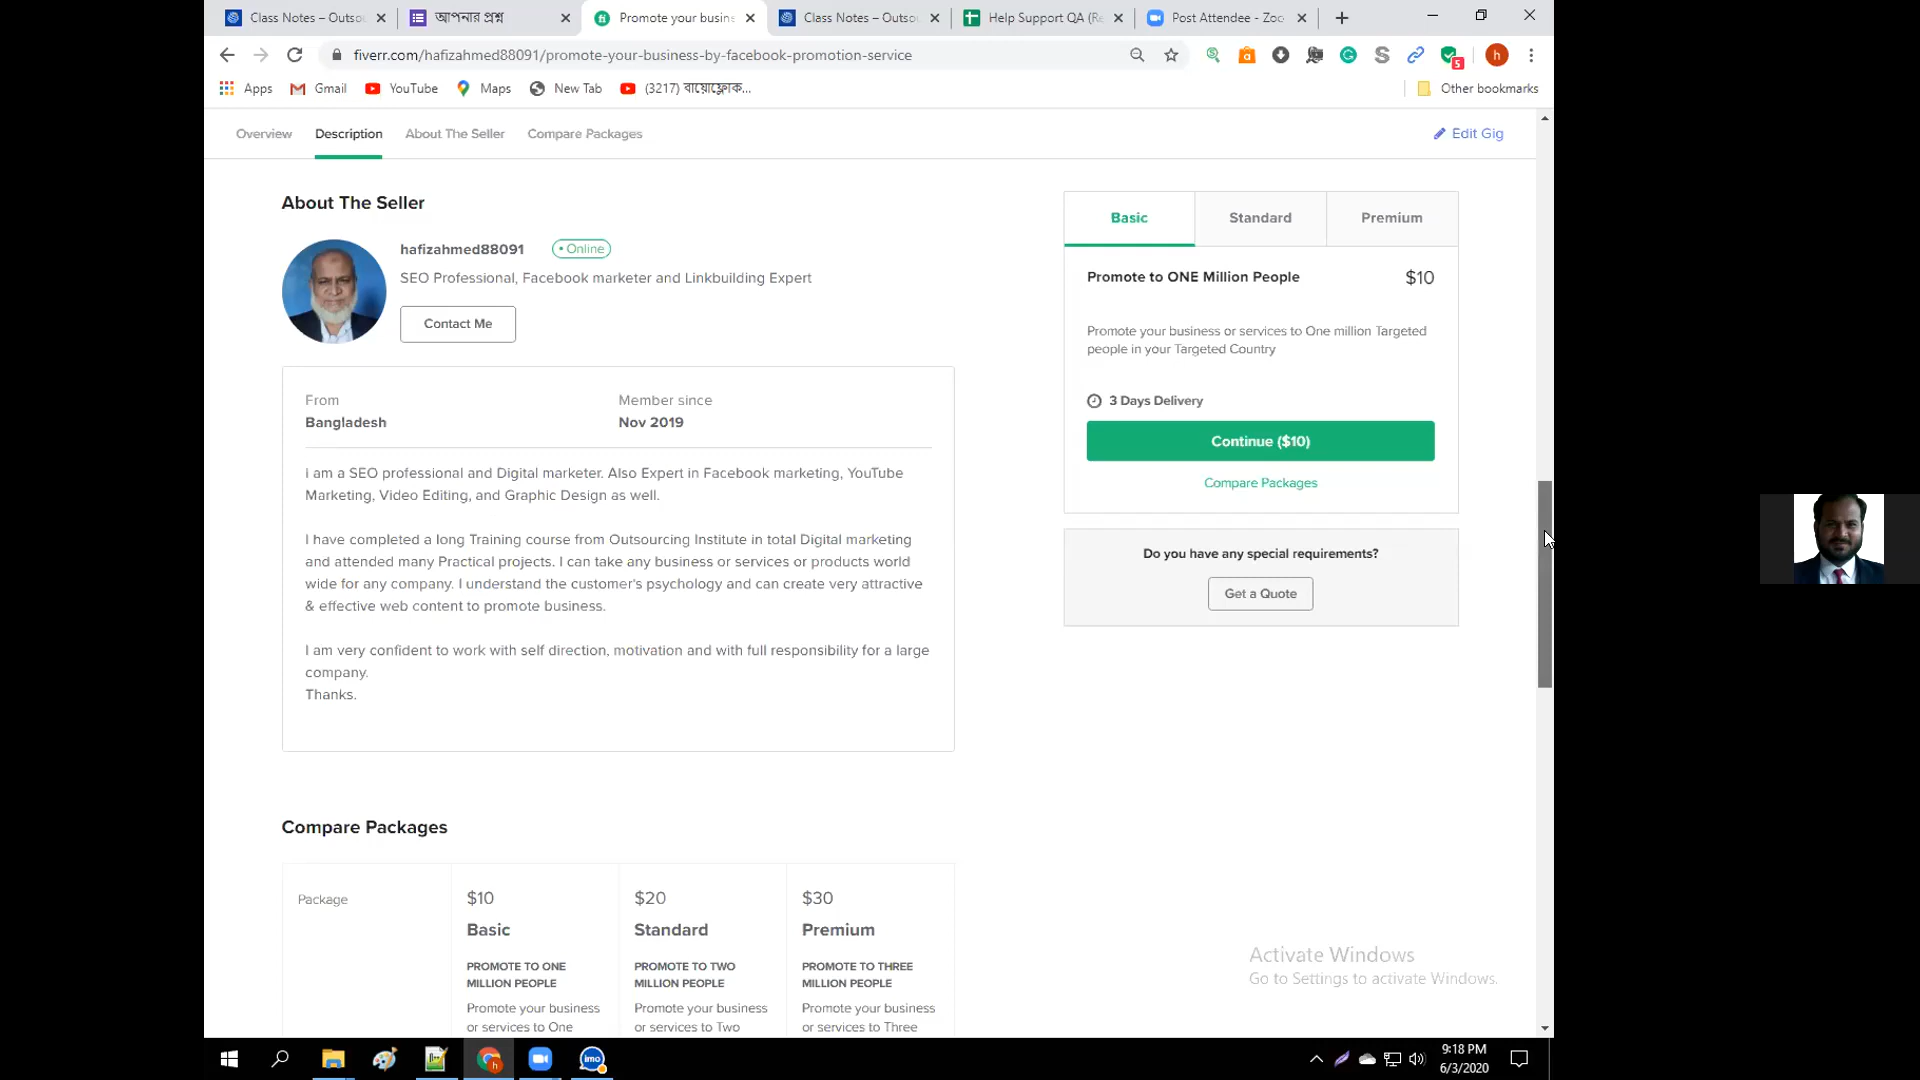 Class Notes – Outso
আপনার প্রশ্ন
Promote your busin
Class Notes – Outso
Help Support QA (Re
Post Attendee - Zoo
fiverr.com/hafizahmed88091/promote-your-business-by-facebook-promotion-service
5
h
Apps
Gmail
YouTube
Maps
New Tab
(3217) বায়োফ্লোক...
Other bookmarks
Overview
Description
About The Seller
Compare Packages
Edit Gig
About The Seller
hafizahmed88091
• Online
SEO Professional, Facebook marketer and Linkbuilding Expert
Contact Me
From
Bangladesh
Member since
Nov 2019
I am a SEO professional and Digital marketer. Also Expert in Facebook marketing, YouTube
Marketing, Video Editing, and Graphic Design as well.
I have completed a long Training course from Outsourcing Institute in total Digital marketing
and attended many Practical projects. I can take any business or services or products world
wide for any company. I understand the customer's psychology and can create very attractive
& effective web content to promote business.
I am very confident to work with self direction, motivation and with full responsibility for a large
company.
Thanks.
Basic
Standard
Premium
Promote to ONE Million People
$10
Promote your business or services to One million Targeted
people in your Targeted Country
3 Days Delivery
Continue ($10)
Compare Packages
Do you have any special requirements?
Get a Quote
Compare Packages
Package
$10
Basic
PROMOTE TO ONE
MILLION PEOPLE
Promote your business
or services to One
$20
Standard
PROMOTE TO TWO
MILLION PEOPLE
Promote your business
or services to Two
$30
Premium
PROMOTE TO THREE
MILLION PEOPLE
Promote your business
or services to Three
Activate Windows
Go to Settings to activate Windows.
imo
9:18 PM
6/3/2020